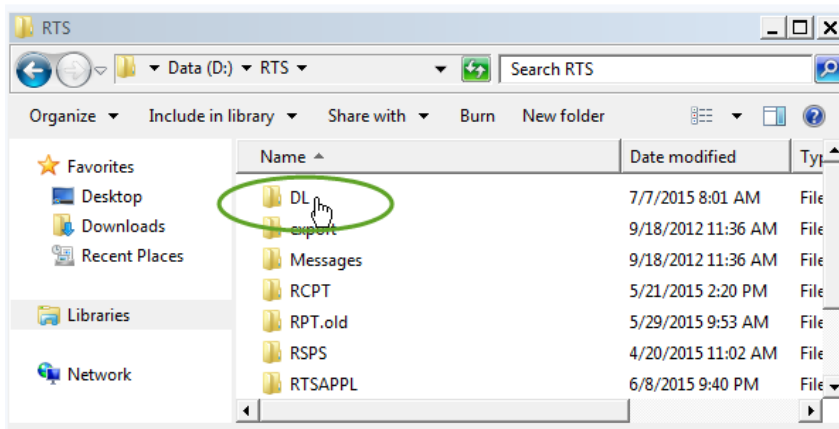 RTS
Data (D:) RTS Search RTS
Organize Include in library Share with Burn New folder
Favorites
Desktop
Downloads
Recent Places
Libraries
Network
Name Date modified
DL 7/7/2015 8:01 AM File
export 9/18/2012 11:36 AM File
Messages 9/18/2012 11:36 AM File
RCPT 5/21/2015 2:20 PM File
RPT.old 5/29/2015 9:53 AM File
RSPS 4/20/2015 11:02 AM File
RTSAPPL 6/8/2015 9:40 PM File